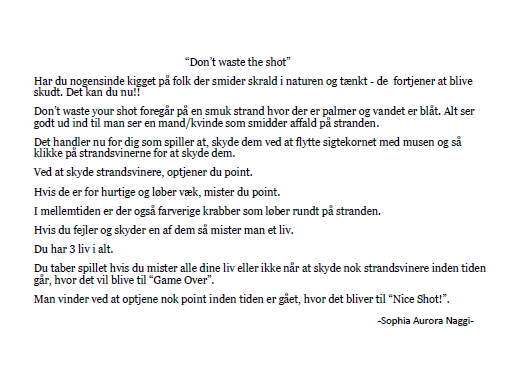 “Don’t waste the shot”
Har du nogensinde kigget på folk der smider skrald i naturen og tænkt - de  fortjener at blive
skudt. Det kan du nu!!
Don’t waste your shot foregår på en smuk strand hvor der er palmer og vandet er blåt. Alt ser
godt ud ind til man ser en mand/kvinde som smidder affald på stranden.
Det handler nu for dig som spiller at, skyde dem ved at flytte sigtekornet med musen og så
klikke på strandsvinerne for at skyde dem.
Ved at skyde strandsvinere, optjener du point.
Hvis de er for hurtige og løber væk, mister du point.
I mellemtiden er der også farverige krabber som løber rundt på stranden.
Hvis du fejler og skyder en af dem så mister man et liv.
Du har 3 liv i alt.
Du taber spillet hvis du mister alle dine liv eller ikke når at skyde nok strandsvinere inden tiden
går, hvor det vil blive til “Game Over”.
Man vinder ved at optjene nok point inden tiden er gået, hvor det bliver til “Nice Shot!”.
-Sophia Aurora Naggi-